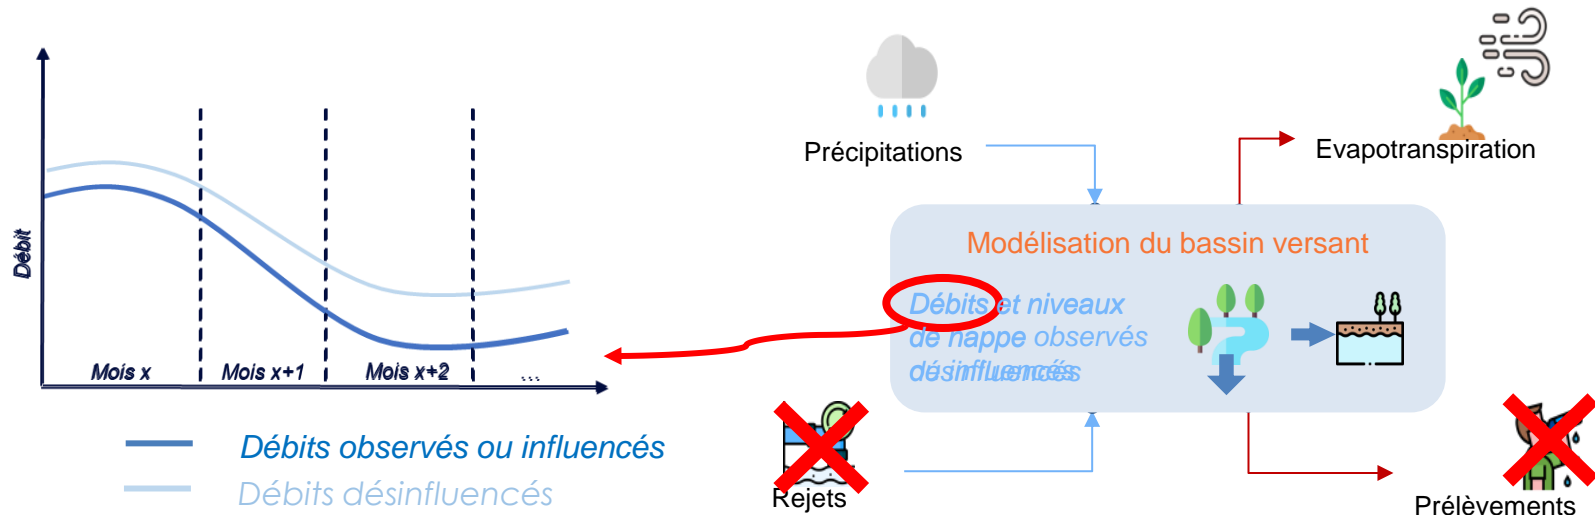 Débit
Mois x
Mois x+1
Mois x+2
...
Débits observés ou influencés
Débits désinfluencés
Précipitations
Evapotranspiration
Modélisation du bassin versant
Débits et niveaux
de nappe observés
Rejets
Prélèvements